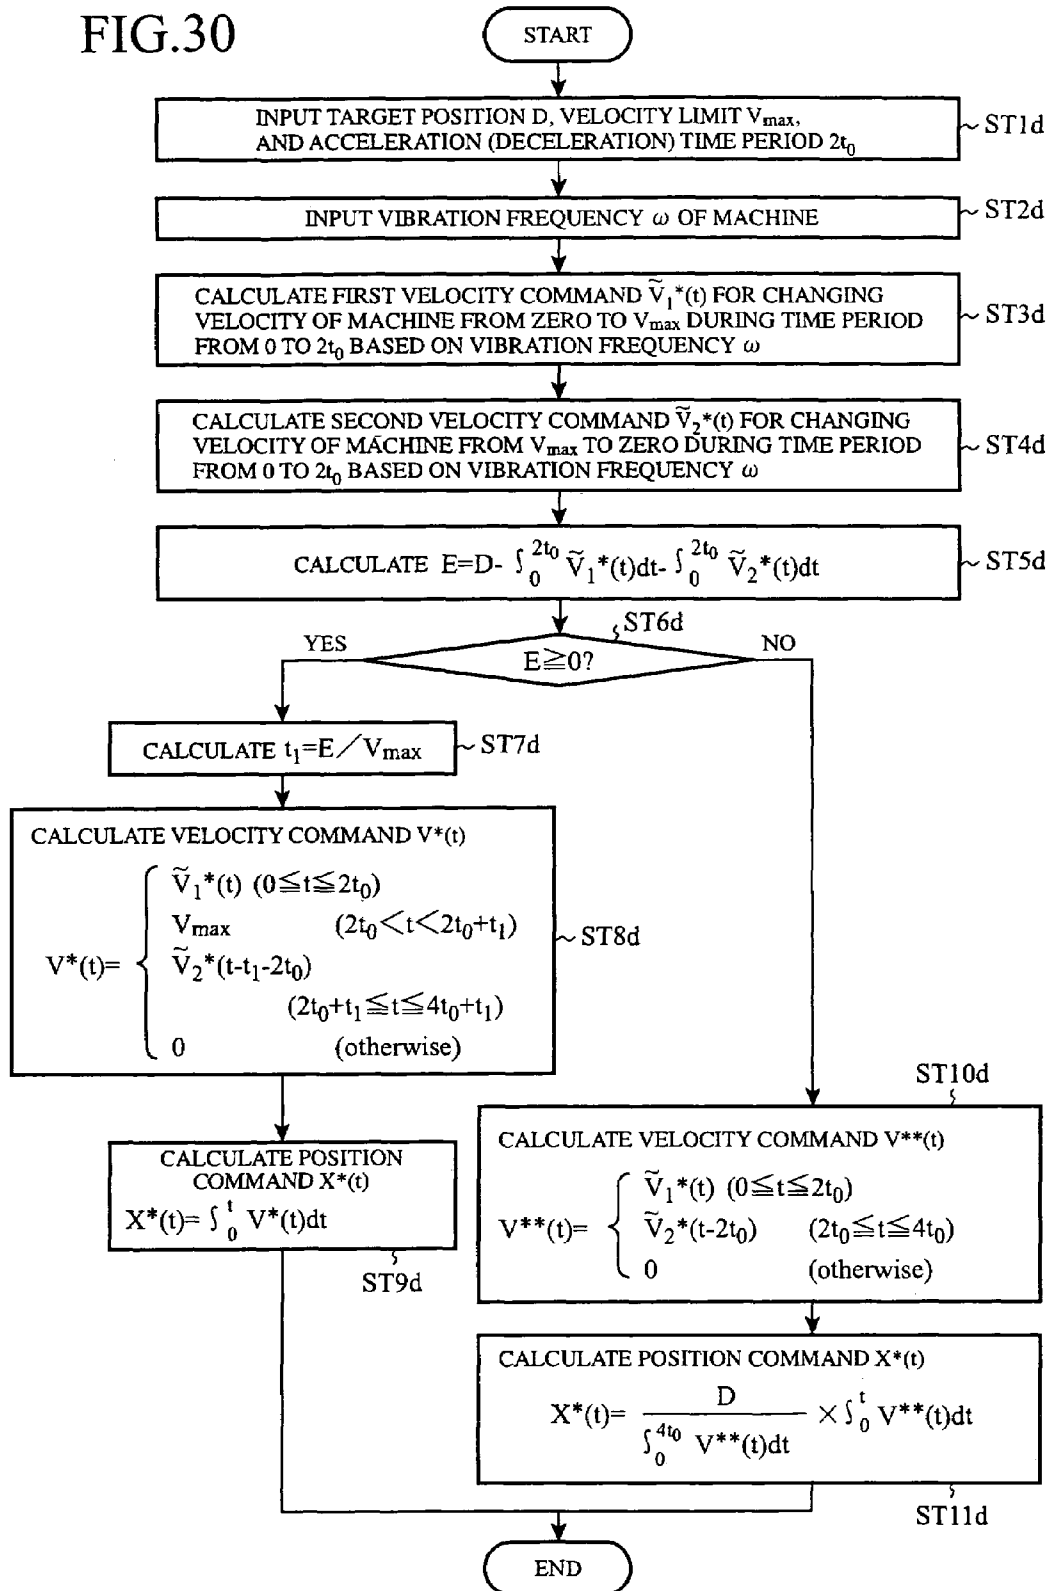 FIG.30
START
INPUT TARGET POSITION D, VELOCITY LIMIT Vmax,
AND ACCELERATION (DECELERATION) TIME PERIOD 2t0
ST1d
INPUT VIBRATION FREQUENCY ω OF MACHINE
ST2d
CALCULATE FIRST VELOCITY COMMAND Ṽ1*(t) FOR CHANGING
VELOCITY OF MACHINE FROM ZERO TO Vmax DURING TIME PERIOD
FROM 0 TO 2t0 BASED ON VIBRATION FREQUENCY ω
ST3d
CALCULATE SECOND VELOCITY COMMAND Ṽ2*(t) FOR CHANGING
VELOCITY OF MACHINE FROM Vmax TO ZERO DURING TIME PERIOD
FROM 0 TO 2t0 BASED ON VIBRATION FREQUENCY ω
ST4d
CALCULATE E=D- ∫0^2t0 Ṽ1*(t)dt- ∫0^2t0 Ṽ2*(t)dt
ST5d
ST6d
YES
E≧0?
NO
CALCULATE t1=E/Vmax
ST7d
CALCULATE VELOCITY COMMAND V*(t)
Ṽ1*(t) (0≦t≦2t0)
Vmax (2t0<t<2t0+t1)
V*(t)= Ṽ2*(t-t1-2t0)
(2t0+t1≦t≦4t0+t1)
0 (otherwise)
ST8d
CALCULATE POSITION
COMMAND X*(t)
X*(t)= ∫0^t V*(t)dt
ST9d
ST10d
CALCULATE VELOCITY COMMAND V**(t)
Ṽ1*(t) (0≦t≦2t0)
V**(t)= Ṽ2*(t-2t0) (2t0≦t≦4t0)
0 (otherwise)
CALCULATE POSITION COMMAND X*(t)
X*(t)= D / ∫0^4t0 V**(t)dt × ∫0^t V**(t)dt
ST11d
END